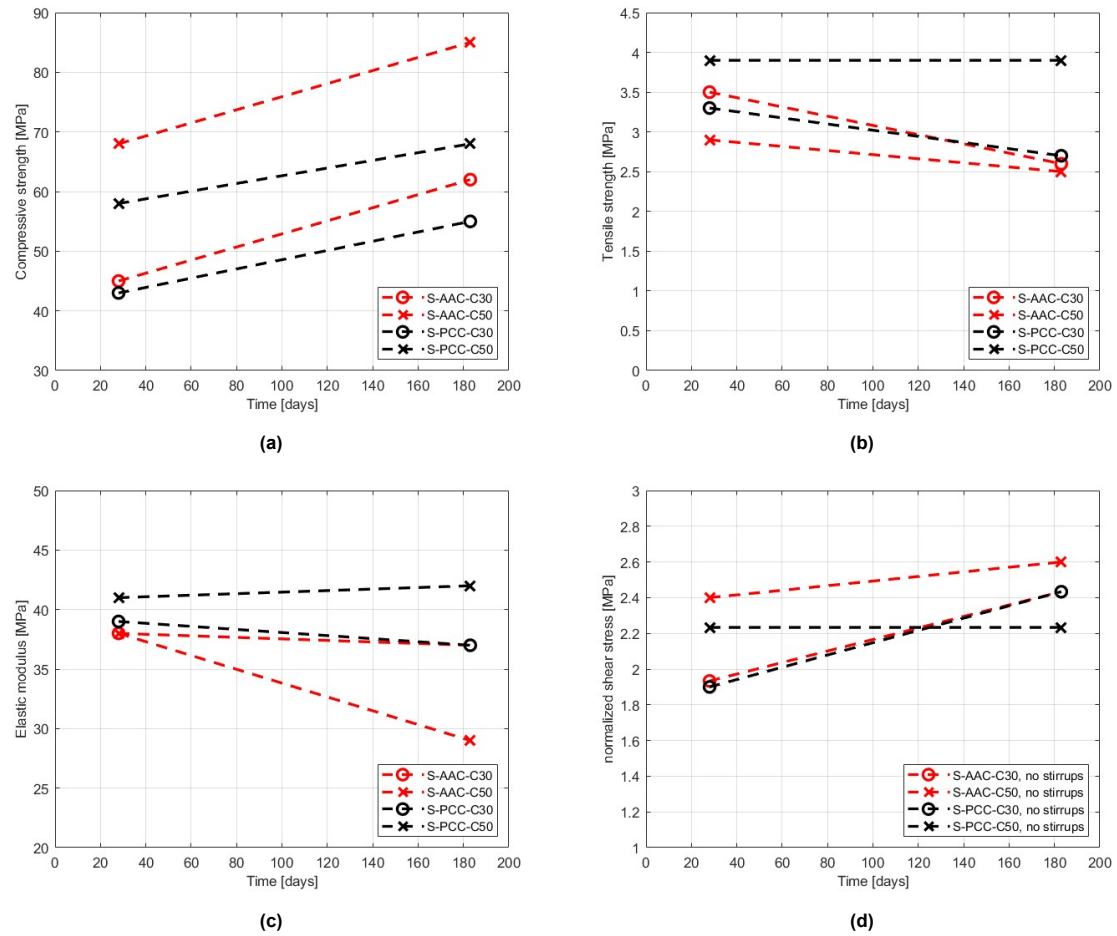 90
80
70
60
50
40
30
Compressive strength [MPa]
S-AAC-C30
S-AAC-C50
S-PCC-C30
S-PCC-C50
0 20 40 60 80 100 120 140 160 180 200
Time [days]
(a)
4.5
4
3.5
3
2.5
2
1.5
1
0.5
0
Tensile strength [MPa]
S-AAC-C30
S-AAC-C50
S-PCC-C30
S-PCC-C50
0 20 40 60 80 100 120 140 160 180 200
Time [days]
(b)
50
45
40
35
30
25
20
Elastic modulus [MPa]
S-AAC-C30
S-AAC-C50
S-PCC-C30
S-PCC-C50
0 20 40 60 80 100 120 140 160 180 200
Time [days]
(c)
3
2.8
2.6
2.4
2.2
2
1.8
1.6
1.4
1.2
1
normalized shear stress [MPa]
S-AAC-C30, no stirrups
S-AAC-C50, no stirrups
S-PCC-C30, no stirrups
S-PCC-C50, no stirrups
0 20 40 60 80 100 120 140 160 180 200
Time [days]
(d)